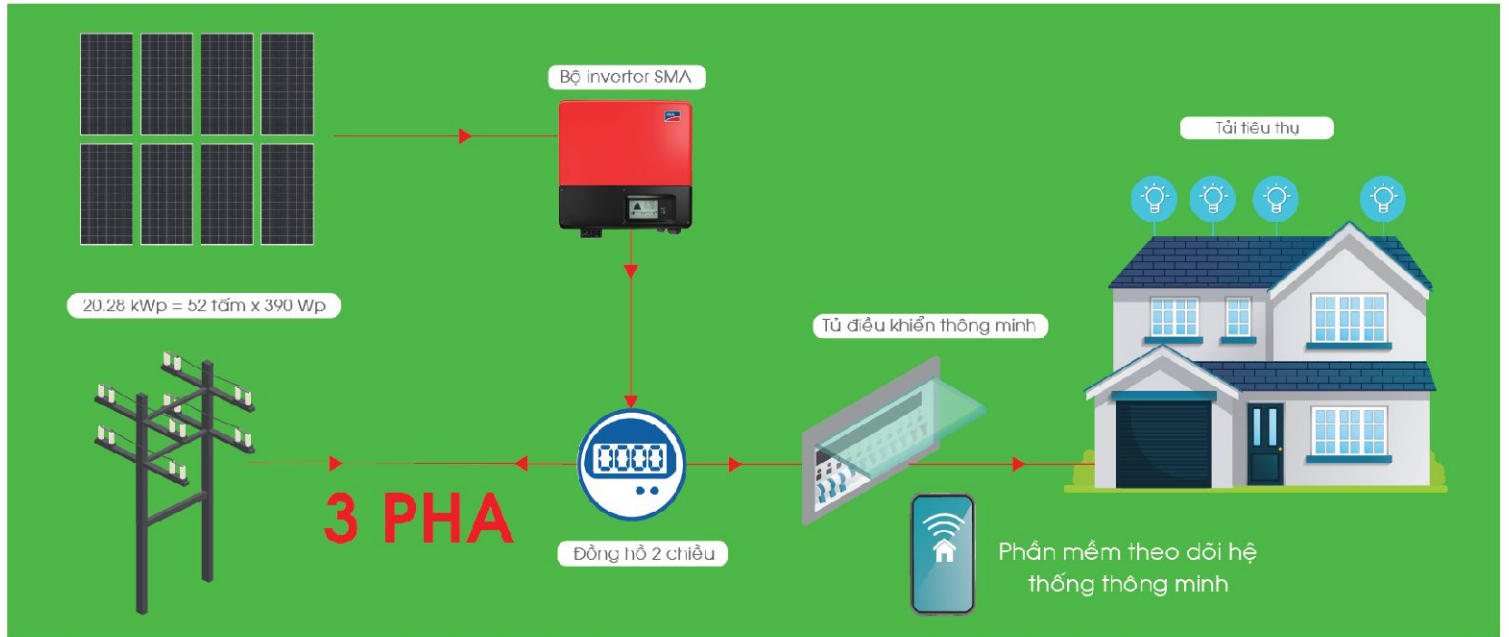 Bộ inverter SMA
Tải tiêu thụ
20.28 kWp = 52 tấm x 390 Wp
Tủ điều khiển thông minh
0000
3 PHA
Đồng hồ 2 chiều
Phần mềm theo dõi hệ
thống thông minh